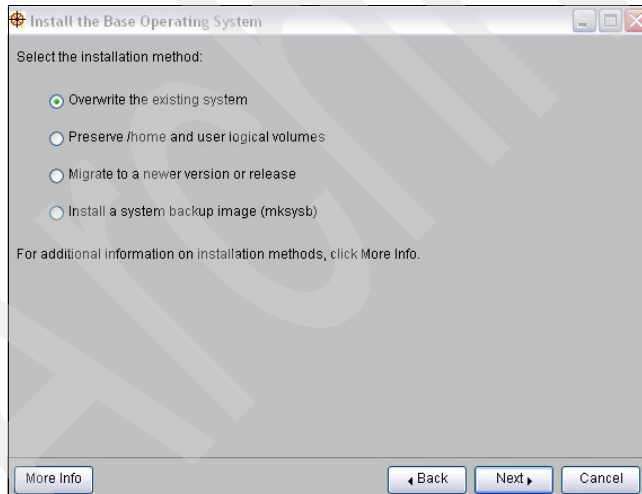 Install the Base Operating System
Select the installation method:
Overwrite the existing system
Preserve /home and user logical volumes
Migrate to a newer version or release
Install a system backup image (mksysb)
For additional information on installation methods, click More Info.
More Info
Back
Next
Cancel